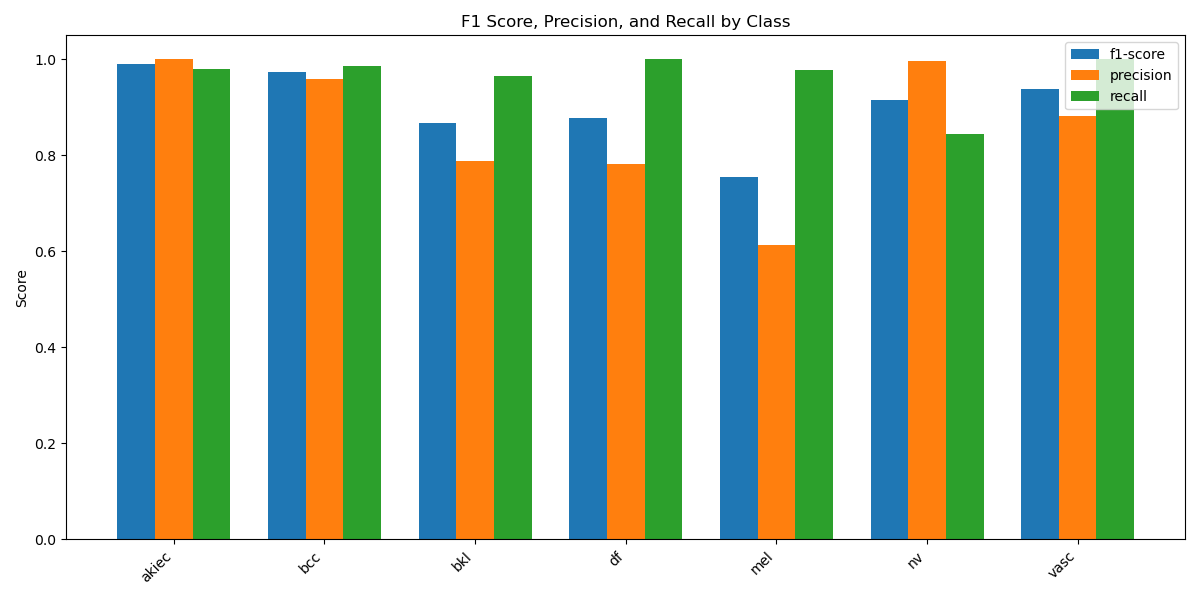 F1 Score, Precision, and Recall by Class
f1-score
precision
recall
Score
1.0
0.8
0.6
0.4
0.2
0.0
akiec
bcc
bkl
df
mel
nv
vasc